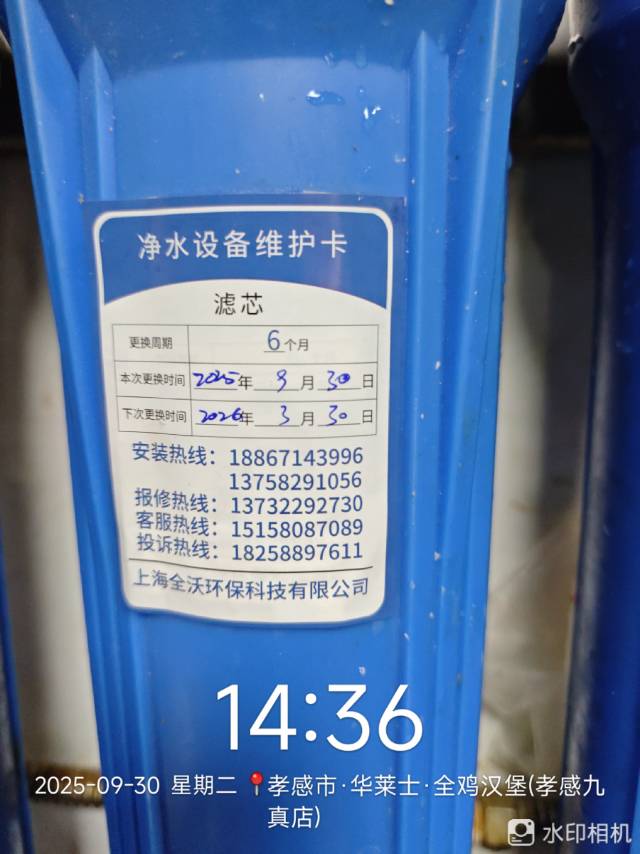 净水设备维护卡
滤芯
更换周期 6个月
本次更换时间 2025年 9月 30日
下次更换时间 2026年 3月 30日
安装热线：18867143996
13758291056
报修热线：13732292730
客服热线：15158087089
投诉热线：18258897611
上海全沃环保科技有限公司
14:36
2025-09-30 星期二 孝感市·华莱士·全鸡汉堡(孝感九
真店)
水印相机